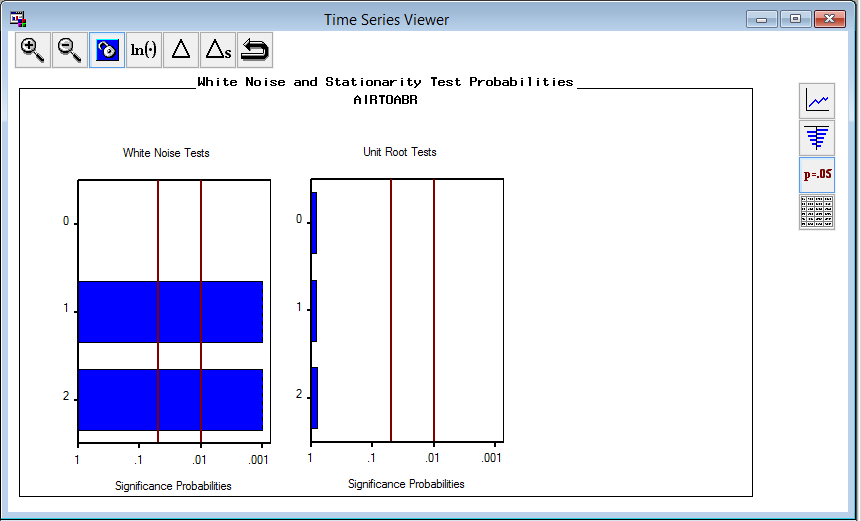 Time Series Viewer
ln(·) Δ Δs
White Noise and Stationarity Test Probabilities
AIRTOABR
p=.05
White Noise Tests
0
1
2
1 .1 .01 .001
Significance Probabilities
Unit Root Tests
0
1
2
1 .1 .01 .001
Significance Probabilities